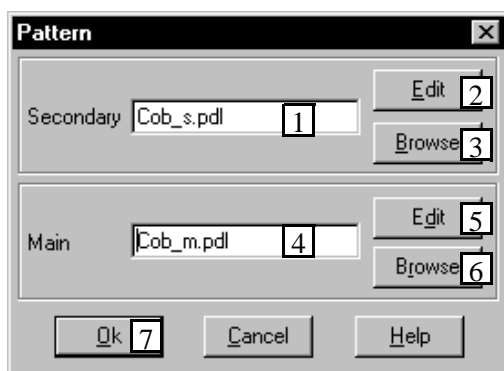 Pattern
Edit 2
Secondary Cob_s.pdl 1
Browse 3
Edit 5
Main Cob_m.pdl 4
Browse 6
Ok 7 Cancel Help